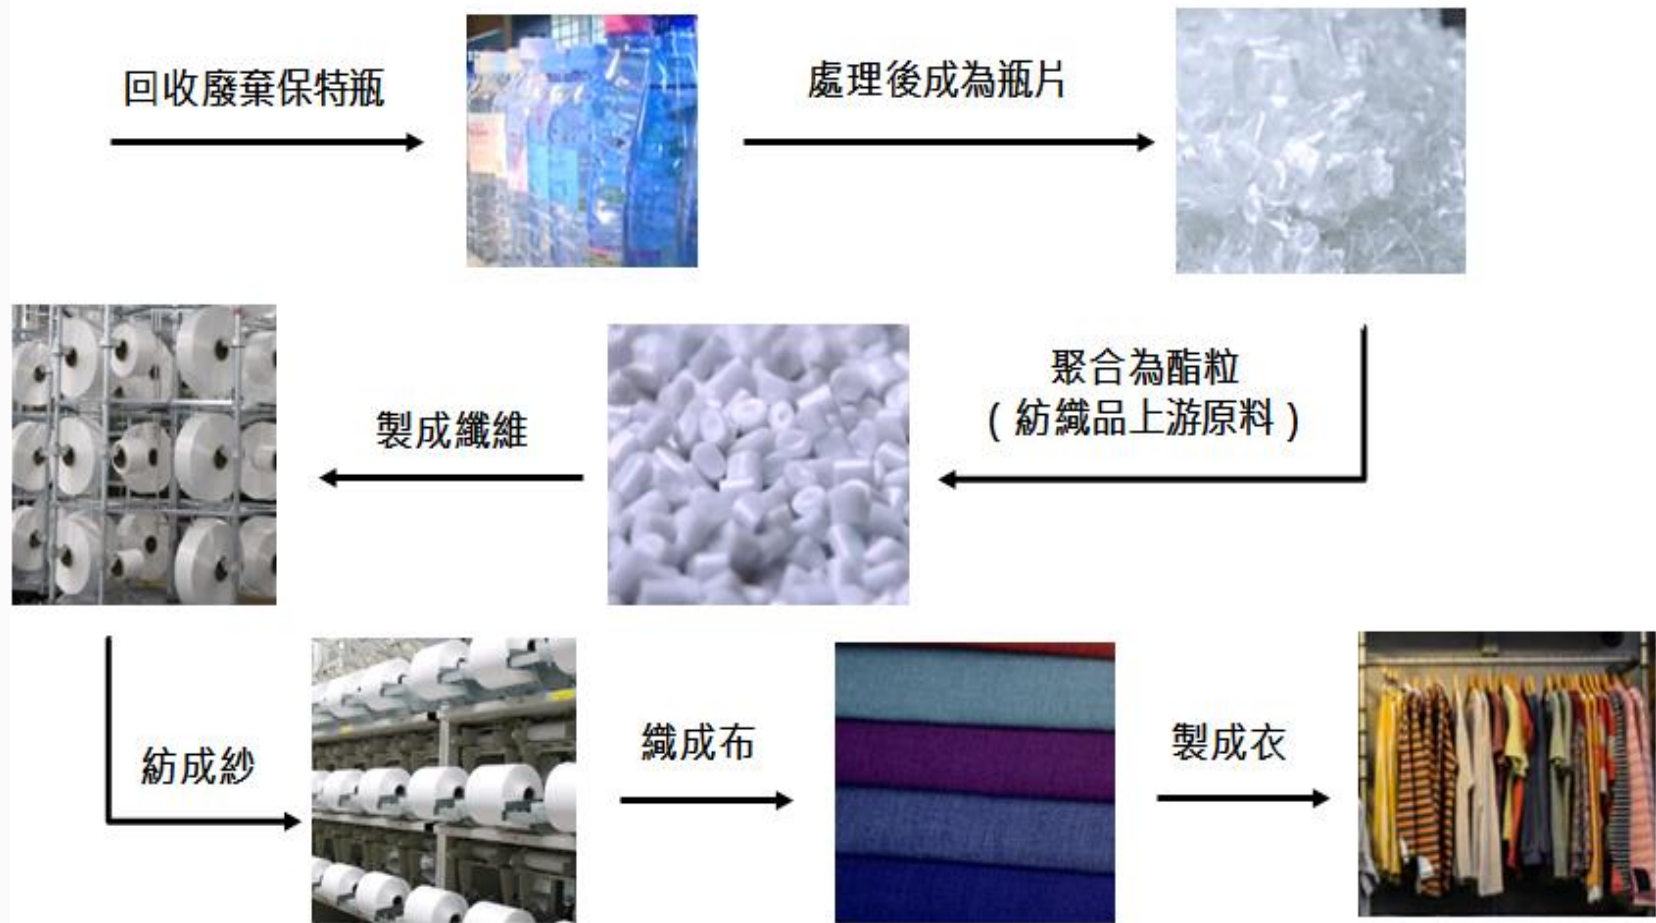 回收廢棄保特瓶
處理後成為瓶片
聚合為酯粒
(紡織品上游原料)
製成纖維
紡成紗
織成布
製成衣